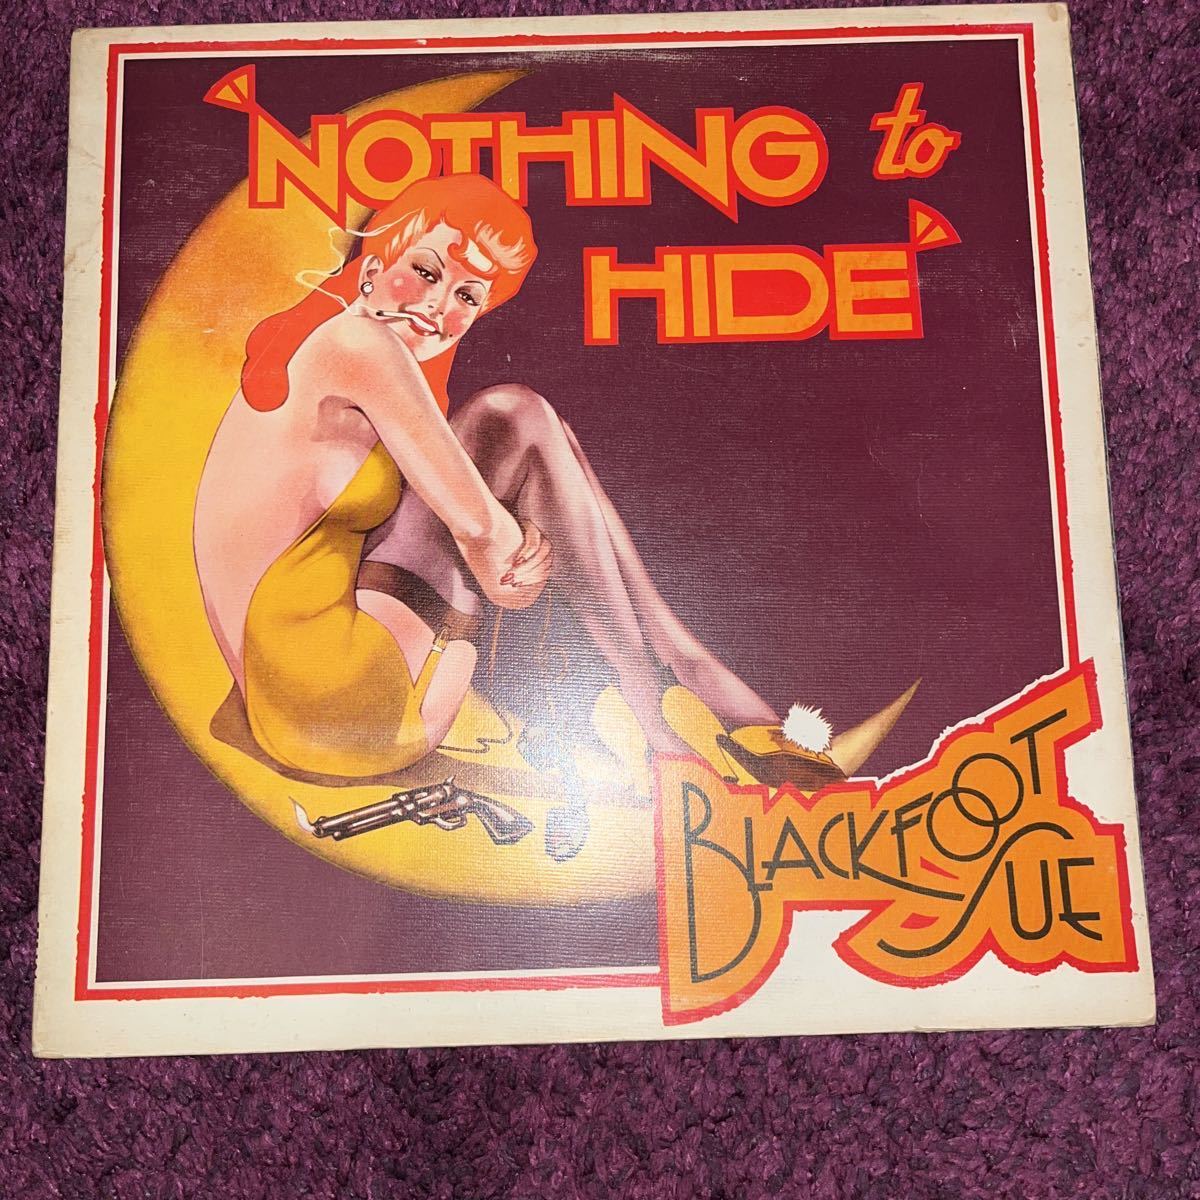 "NOTHING to
HIDE"
BLACKFOOT
SUE